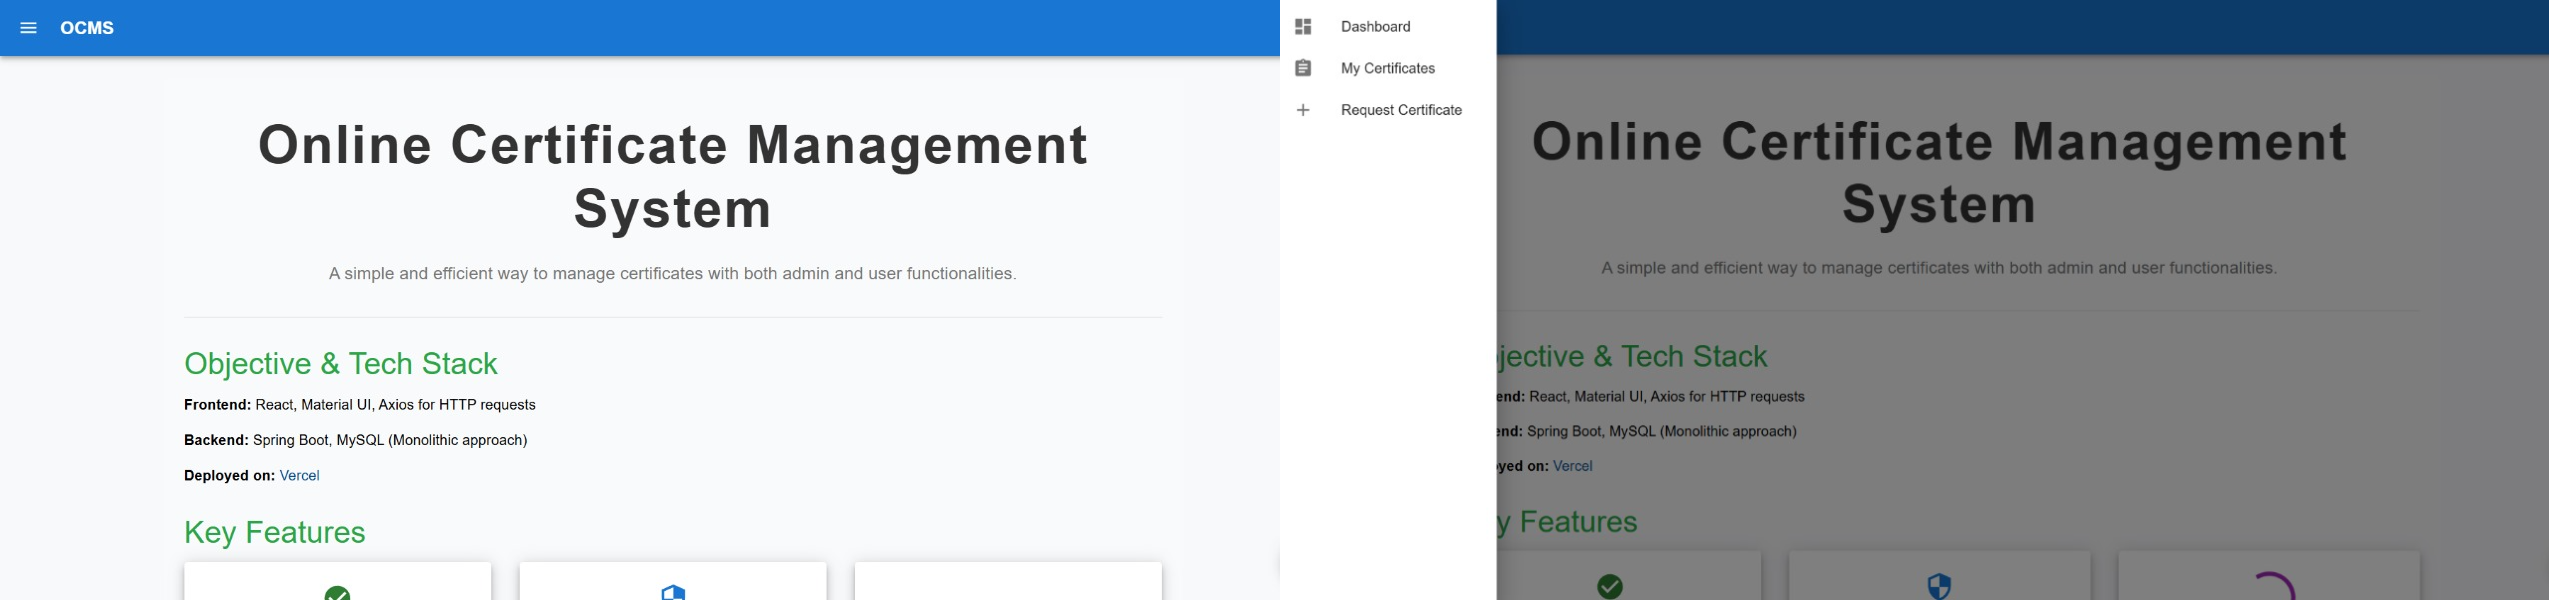 OCMS
Online Certificate Management
System
A simple and efficient way to manage certificates with both admin and user functionalities.
Objective & Tech Stack
Frontend: React, Material UI, Axios for HTTP requests
Backend: Spring Boot, MySQL (Monolithic approach)
Deployed on: Vercel
Key Features
Dashboard
My Certificates
Request Certificate
Online Certificate Management
System
A simple and efficient way to manage certificates with both admin and user functionalities.
jective & Tech Stack
end: React, Material UI, Axios for HTTP requests
end: Spring Boot, MySQL (Monolithic approach)
yed on: Vercel
y Features